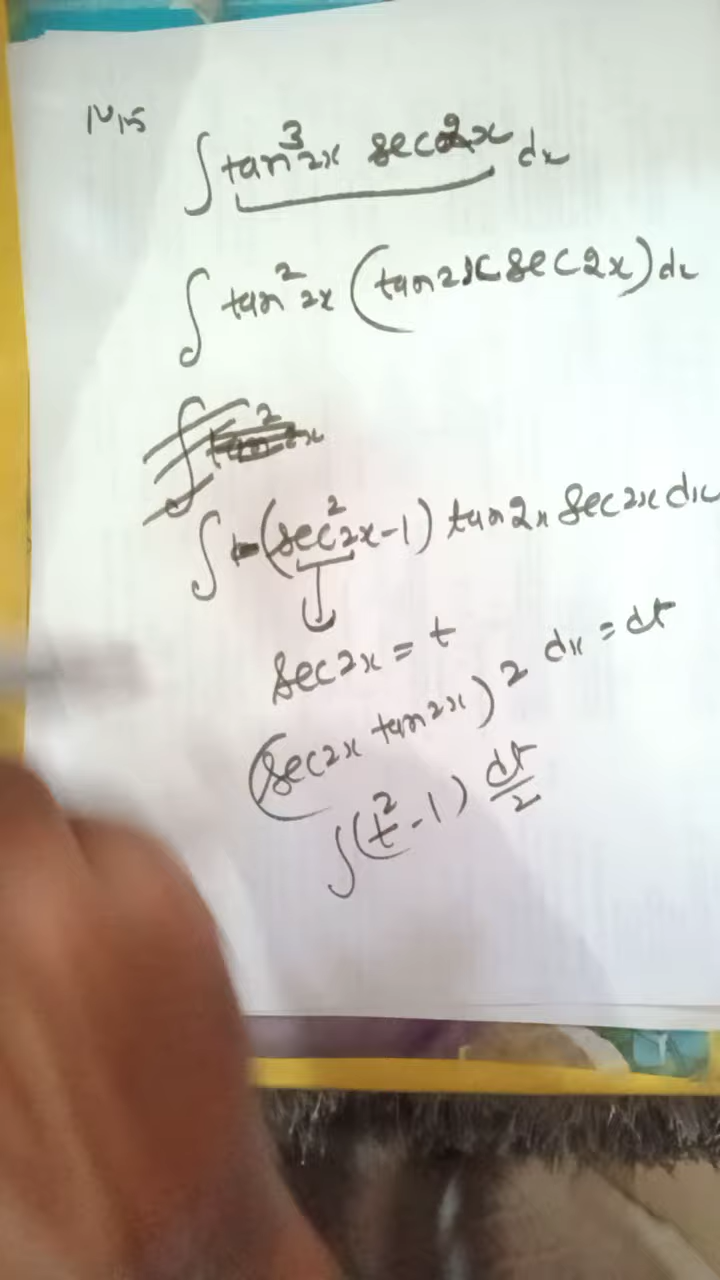 N15
∫ tan³2x sec2x dx
∫ tan²2x (tan2x sec2x) dx
∫ (sec²2x-1) tan2x sec2x dx
sec2x = t
(sec2x tan2x) 2 dx = dt
∫(t²-1) dt/2